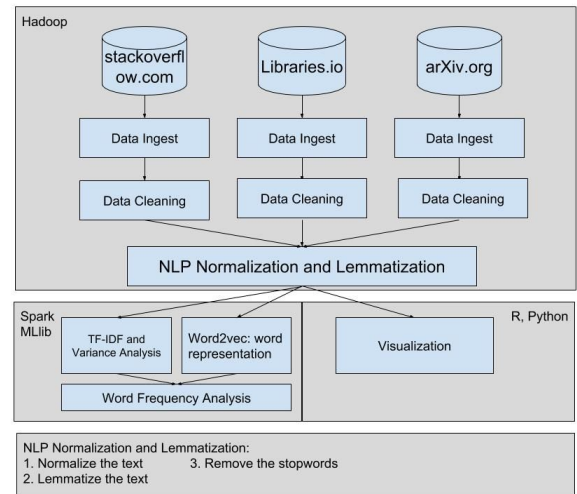 Hadoop
stackoverfl
ow.com
Libraries.io
arXiv.org
Data Ingest
Data Ingest
Data Ingest
Data Cleaning
Data Cleaning
Data Cleaning
NLP Normalization and Lemmatization
Spark
MLlib
TF-IDF and
Variance Analysis
Word2vec: word
representation
Word Frequency Analysis
R, Python
Visualization
NLP Normalization and Lemmatization:
1. Normalize the text
3. Remove the stopwords
2. Lemmatize the text